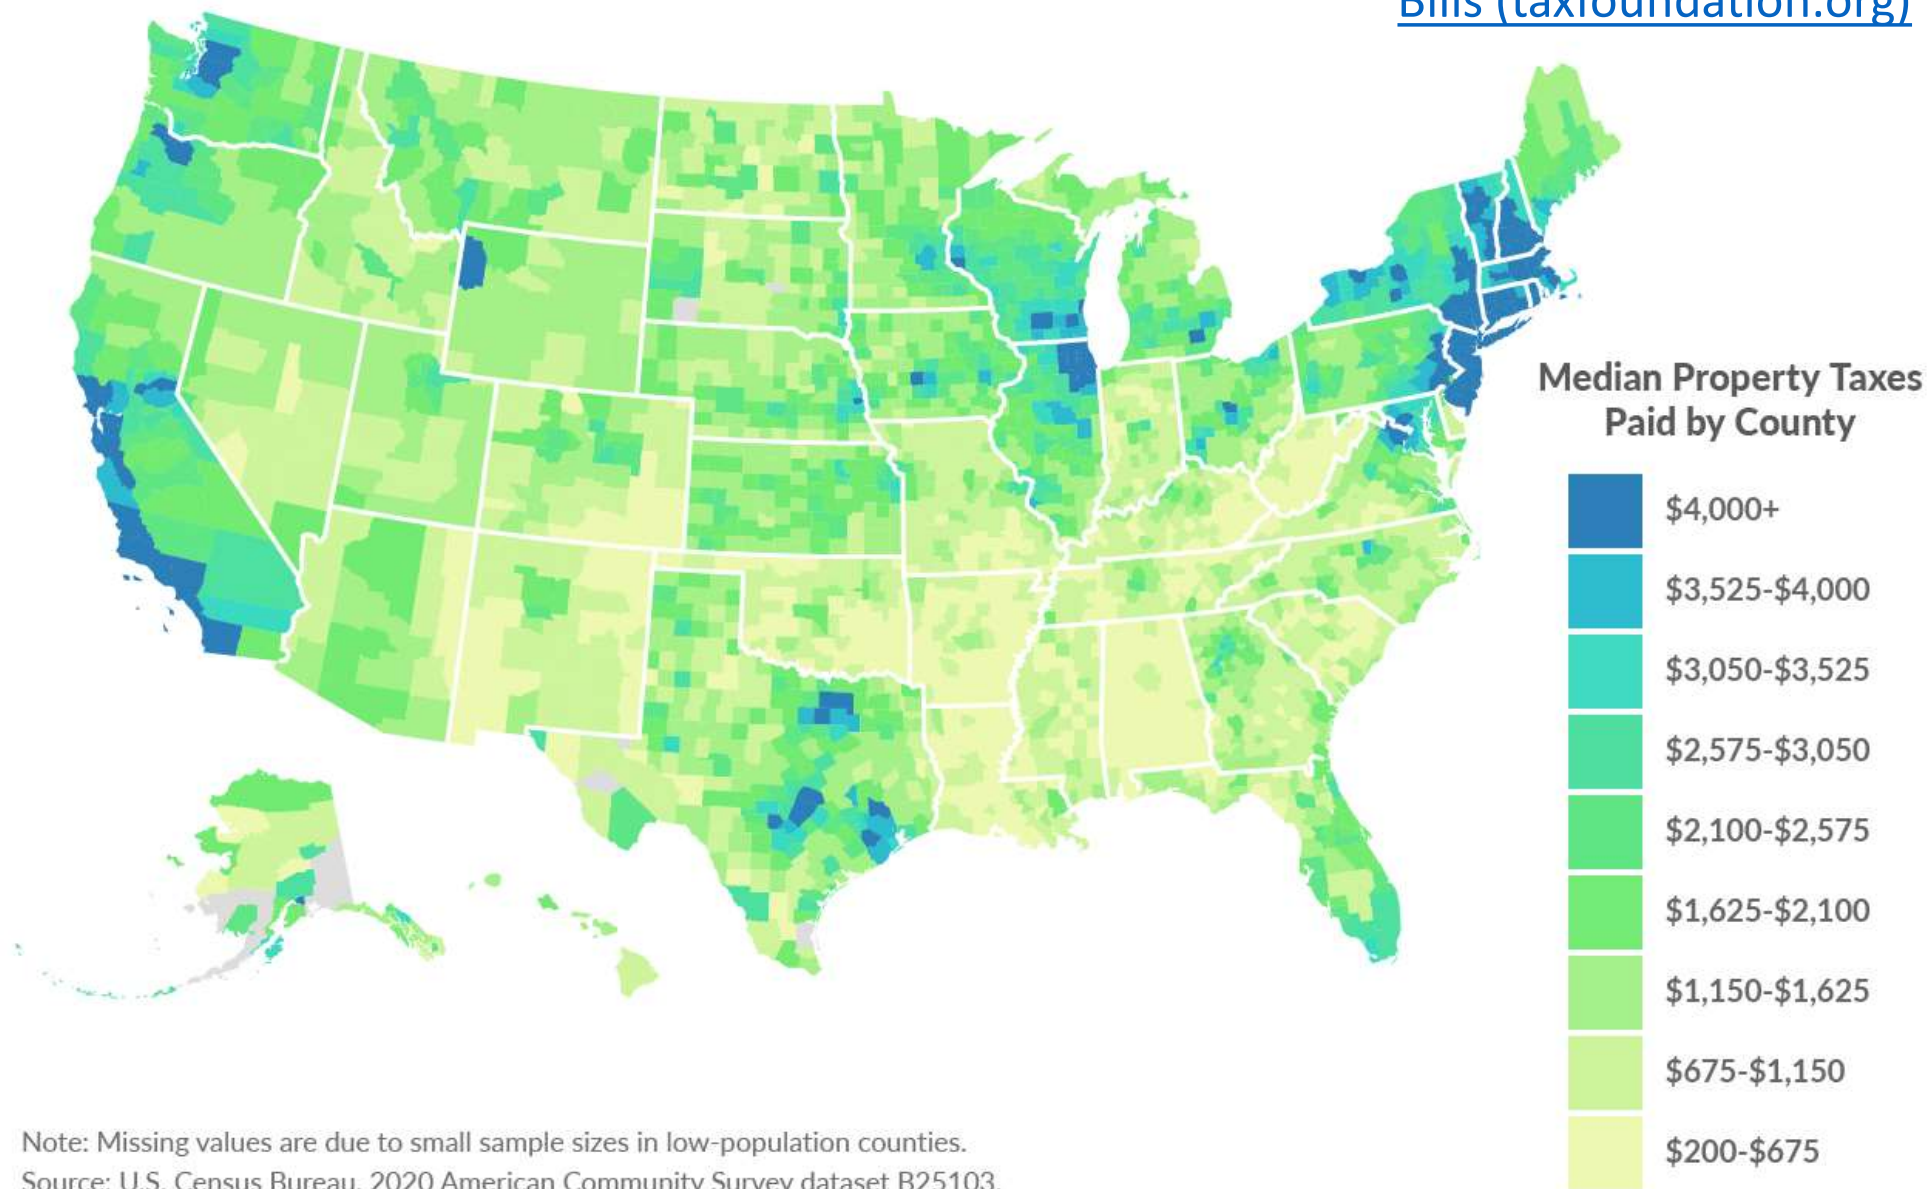 Bills (taxfoundation.org)
Median Property Taxes
Paid by County
$4,000+
$3,525-$4,000
$3,050-$3,525
$2,575-$3,050
$2,100-$2,575
$1,625-$2,100
$1,150-$1,625
$675-$1,150
$200-$675
Note: Missing values are due to small sample sizes in low-population counties.
Source: U.S. Census Bureau, 2020 American Community Survey dataset B25103.